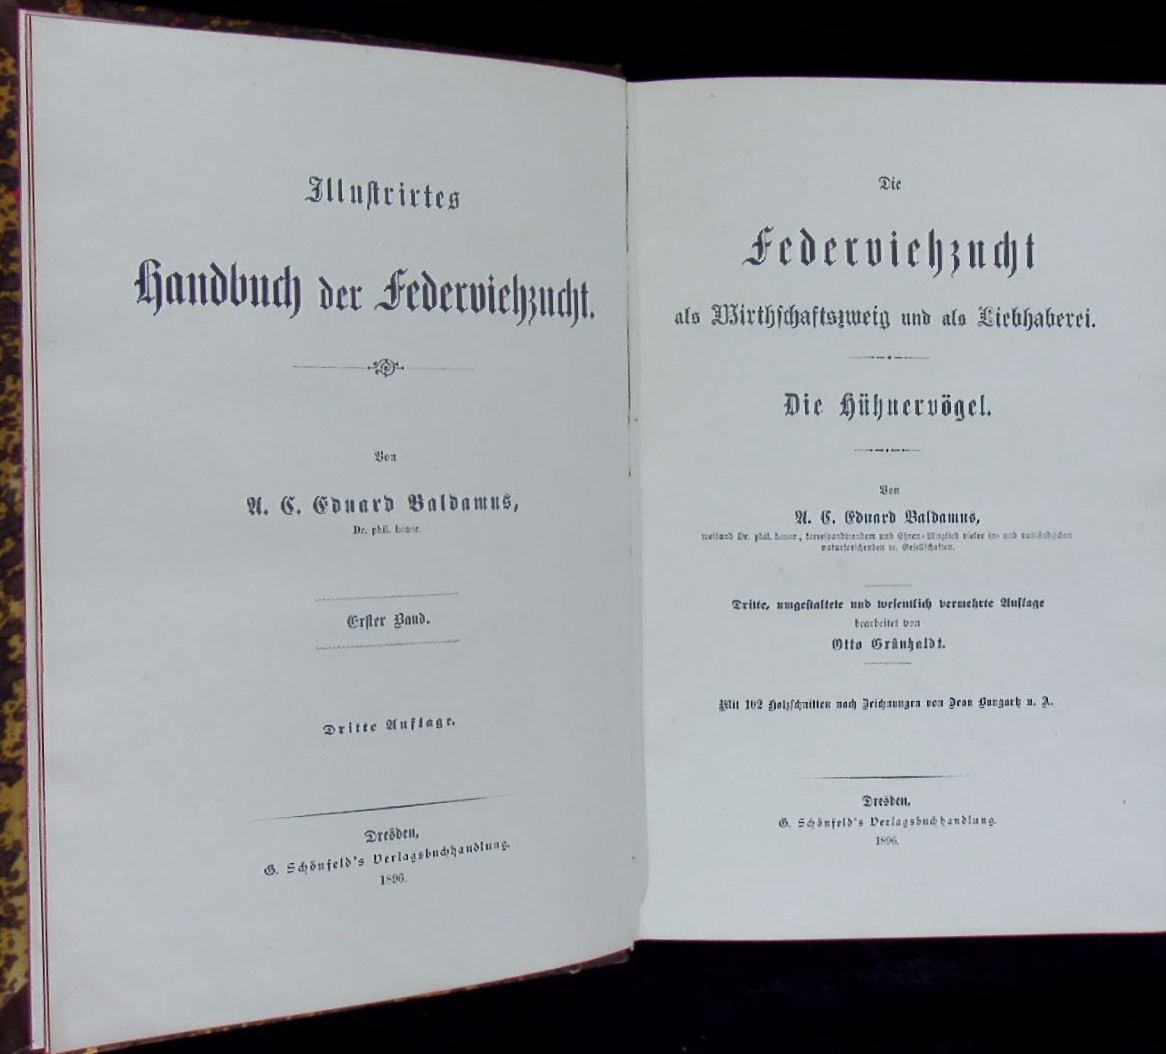 Illustrirtes
Handbuch der Federviehzucht.
Von
A. C. Eduard Baldamus,
Dr. phil. honor.
Erster Band.
Dritte Auflage.
Dresden,
G. Schönfeld's Verlagsbuchhandlung.
1896.
Die
Federviehzucht
als Wirthschaftszweig und als Liebhaberei.
Die Hühnervögel.
Von
A. C. Eduard Baldamus,
weiland Dr. phil. honor., korrespondirendem und Ehren-Mitglied vieler in- und ausländischen
naturforschenden 2c. Gesellschaften.
Dritte, umgestaltete und wesentlich vermehrte Auflage
bearbeitet von
Otto Grünhaldt.
Mit 102 Holzschnitten nach Zeichnungen von Jean Bungartz u. A.
Dresden,
G. Schönfeld's Verlagsbuchhandlung.
1896.